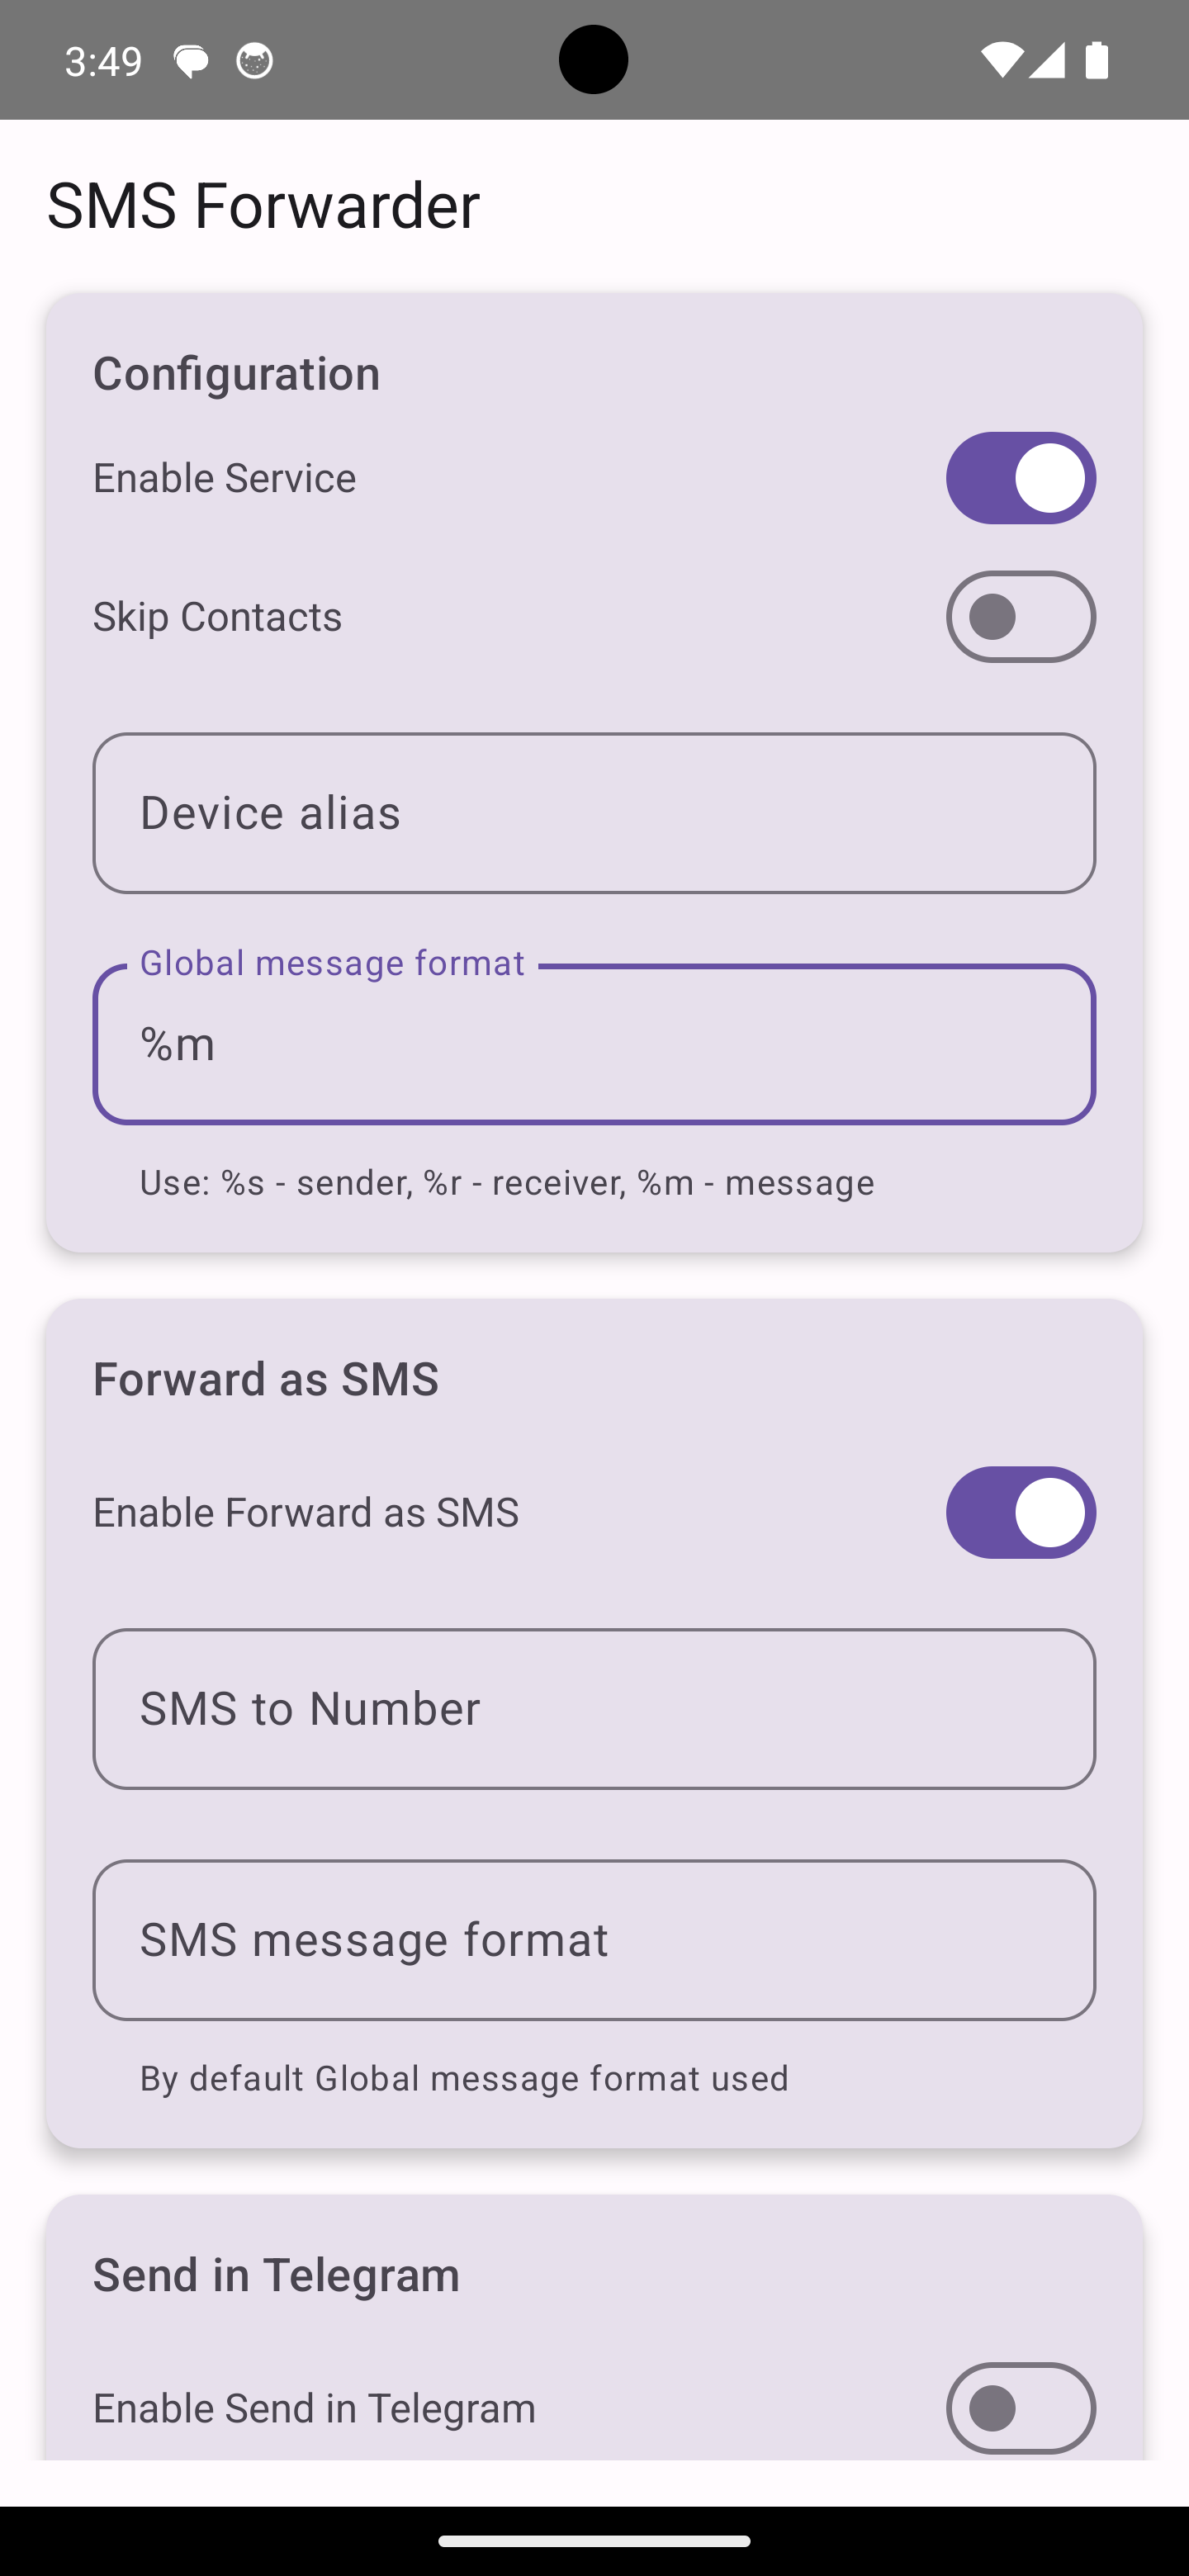 3:49
SMS Forwarder
Configuration
Enable Service
Skip Contacts
Device alias
Global message format
%m
Use: %s - sender, %r - receiver, %m - message
Forward as SMS
Enable Forward as SMS
SMS to Number
SMS message format
By default Global message format used
Send in Telegram
Enable Send in Telegram